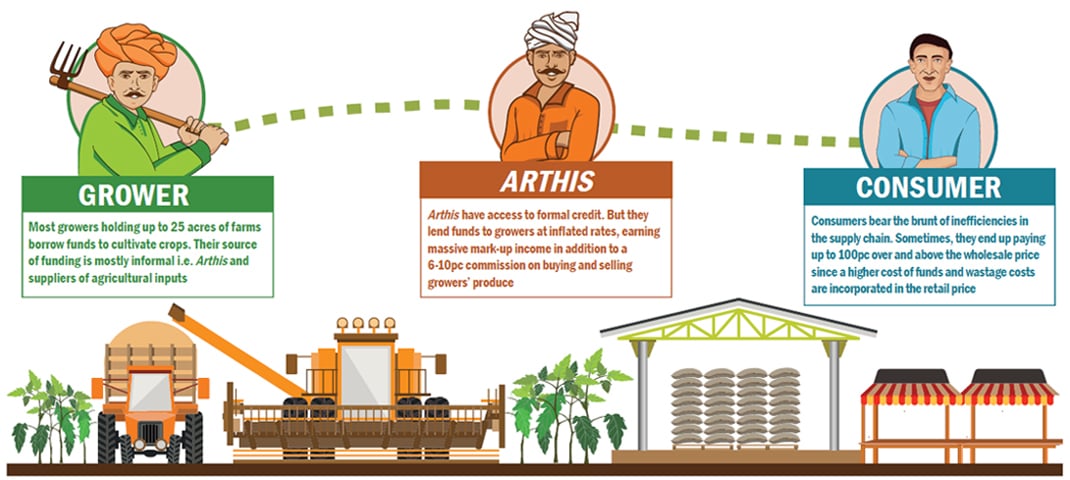 GROWER
Most growers holding up to 25 acres of farms
borrow funds to cultivate crops. Their source
of funding is mostly informal i.e. Arthis and
suppliers of agricultural inputs
ARTHIS
Arthis have access to formal credit. But they
lend funds to growers at inflated rates, earning
massive mark-up income in addition to a
6-10pc commission on buying and selling
growers' produce
CONSUMER
Consumers bear the brunt of inefficiencies in
the supply chain. Sometimes, they end up paying
up to 100pc over and above the wholesale price
since a higher cost of funds and wastage costs
are incorporated in the retail price